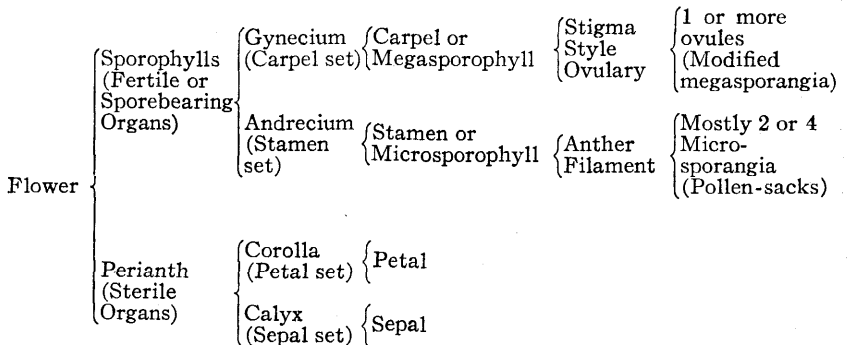 Flower
Sporophylls
(Fertile or
Sporebearing
Organs)
Gynecium
(Carpel set)
Carpel or
Megasporophyll
Stigma
Style
Ovulary
1 or more
ovules
(Modified
megasporangia)
Andrecium
(Stamen
set)
Stamen or
Microsporophyll
Anther
Filament
Mostly 2 or 4
Micro-
sporangia
(Pollen-sacks)
Perianth
(Sterile
Organs)
Corolla
(Petal set)
Petal
Calyx
(Sepal set)
Sepal